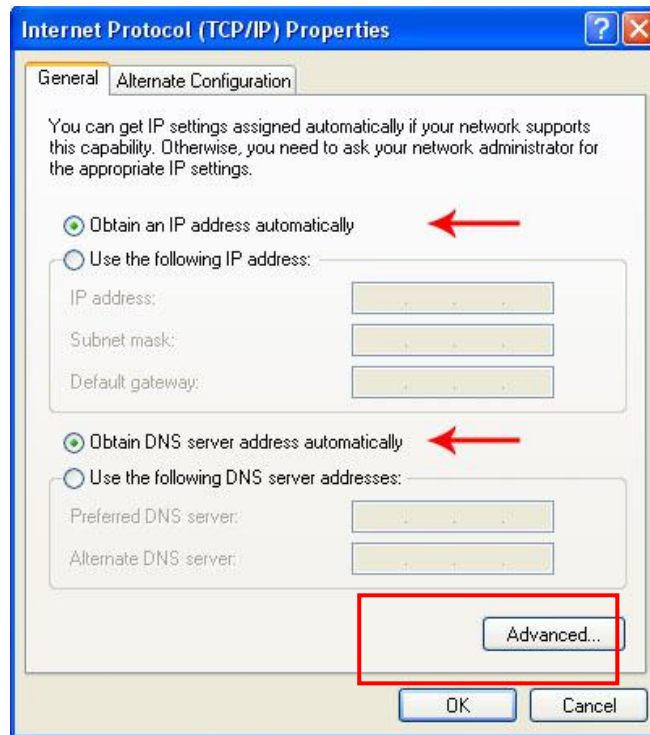 Internet Protocol (TCP/IP) Properties
General
Alternate Configuration
You can get IP settings assigned automatically if your network supports
this capability. Otherwise, you need to ask your network administrator for
the appropriate IP settings.
Obtain an IP address automatically
Use the following IP address:
IP address:
Subnet mask:
Default gateway:
Obtain DNS server address automatically
Use the following DNS server addresses:
Preferred DNS server:
Alternate DNS server:
Advanced...
OK
Cancel